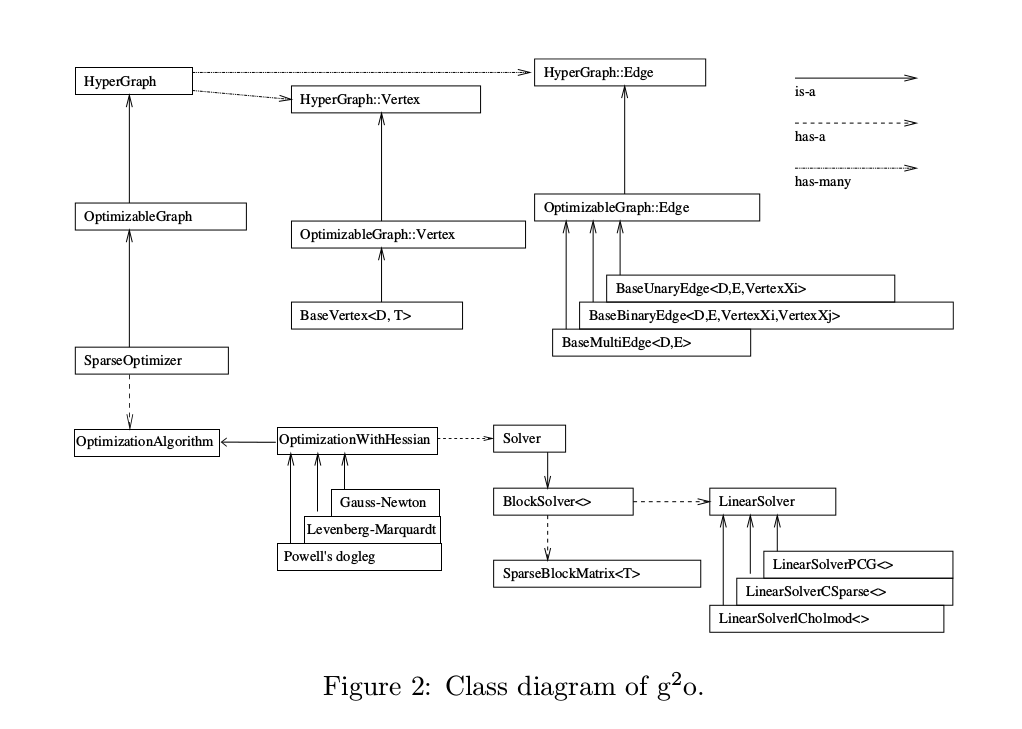 HyperGraph
HyperGraph::Edge
is-a
HyperGraph::Vertex
has-a
has-many
OptimizableGraph
OptimizableGraph::Edge
OptimizableGraph::Vertex
BaseUnaryEdge<D,E,VertexXi>
BaseVertex<D, T>
BaseBinaryEdge<D,E,VertexXi,VertexXj>
BaseMultiEdge<D,E>
SparseOptimizer
OptimizationAlgorithm
OptimizationWithHessian
Solver
Gauss-Newton
BlockSolver<>
LinearSolver
Levenberg-Marquardt
Powell's dogleg
SparseBlockMatrix<T>
LinearSolverPCG<>
LinearSolverCSparse<>
LinearSolverlCholmod<>
Figure 2: Class diagram of g²o.